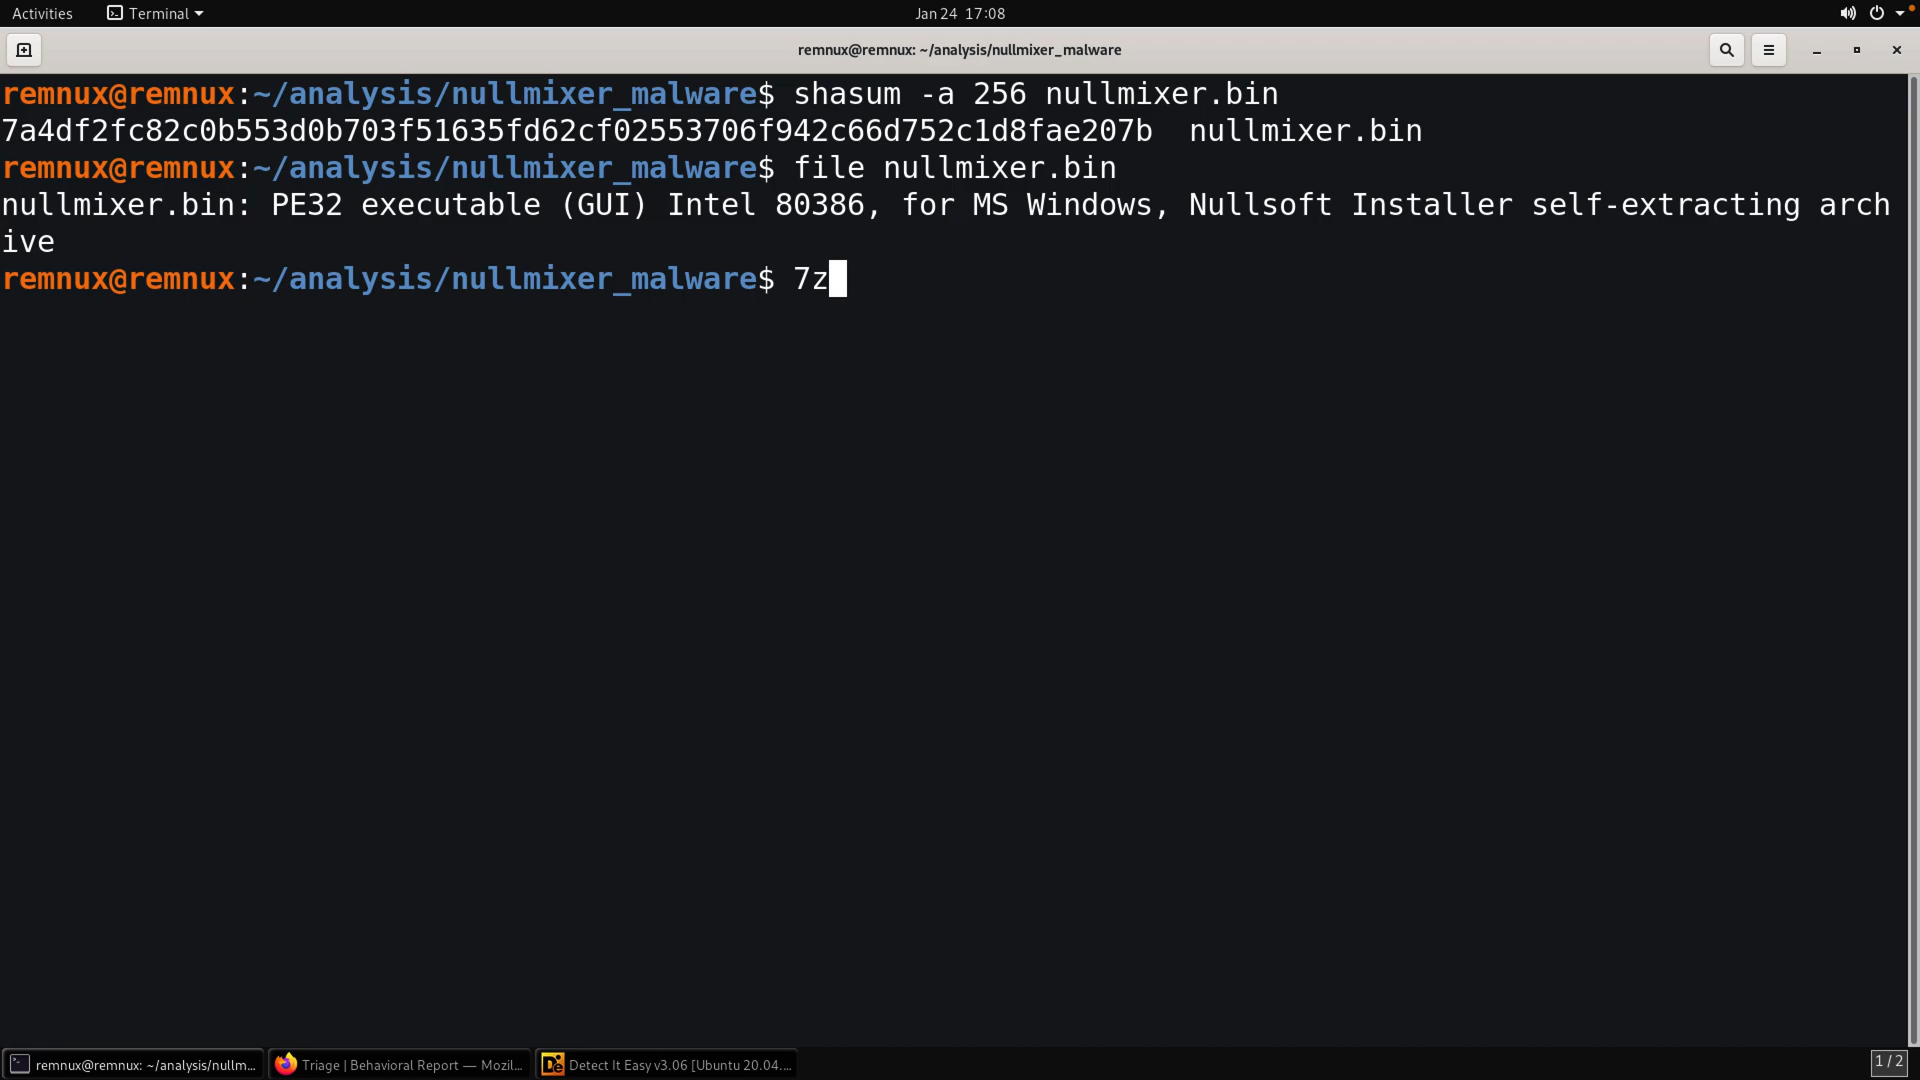 Activities Terminal Jan 24 17:08
remnux@remnux: ~/analysis/nullmixer_malware
remnux@remnux:~/analysis/nullmixer_malware$ shasum -a 256 nullmixer.bin
7a4df2fc82c0b553d0b703f51635fd62cf02553706f942c66d752c1d8fae207b  nullmixer.bin
remnux@remnux:~/analysis/nullmixer_malware$ file nullmixer.bin
nullmixer.bin: PE32 executable (GUI) Intel 80386, for MS Windows, Nullsoft Installer self-extracting arch
ive
remnux@remnux:~/analysis/nullmixer_malware$ 7z
remnux@remnux: ~/analysis/nullm... Triage | Behavioral Report — Mozil... Detect It Easy v3.06 [Ubuntu 20.04.... 1 / 2